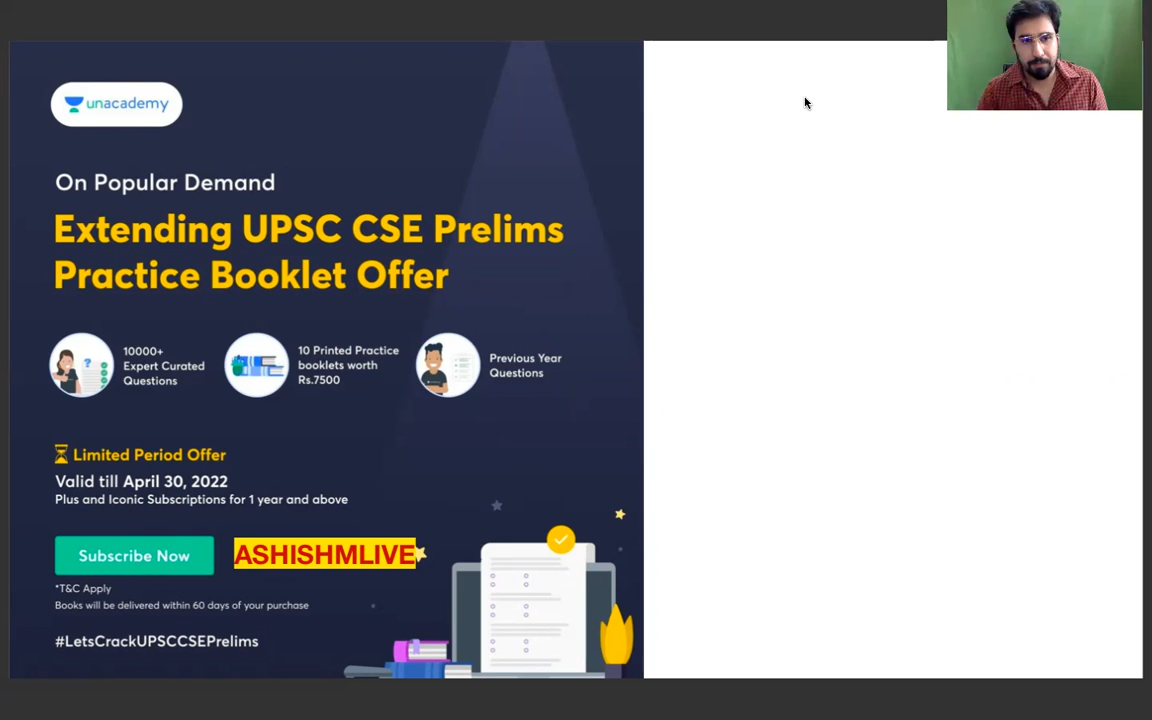 unacademy
On Popular Demand
Extending UPSC CSE Prelims
Practice Booklet Offer
10000+
Expert Curated
Questions
10 Printed Practice
booklets worth
Rs.7500
Previous Year
Questions
Limited Period Offer
Valid till April 30, 2022
Plus and Iconic Subscriptions for 1 year and above
Subscribe Now
ASHISHMLIVE
*T&C Apply
Books will be delivered within 60 days of your purchase
#LetsCrackUPSCCSEPrelims